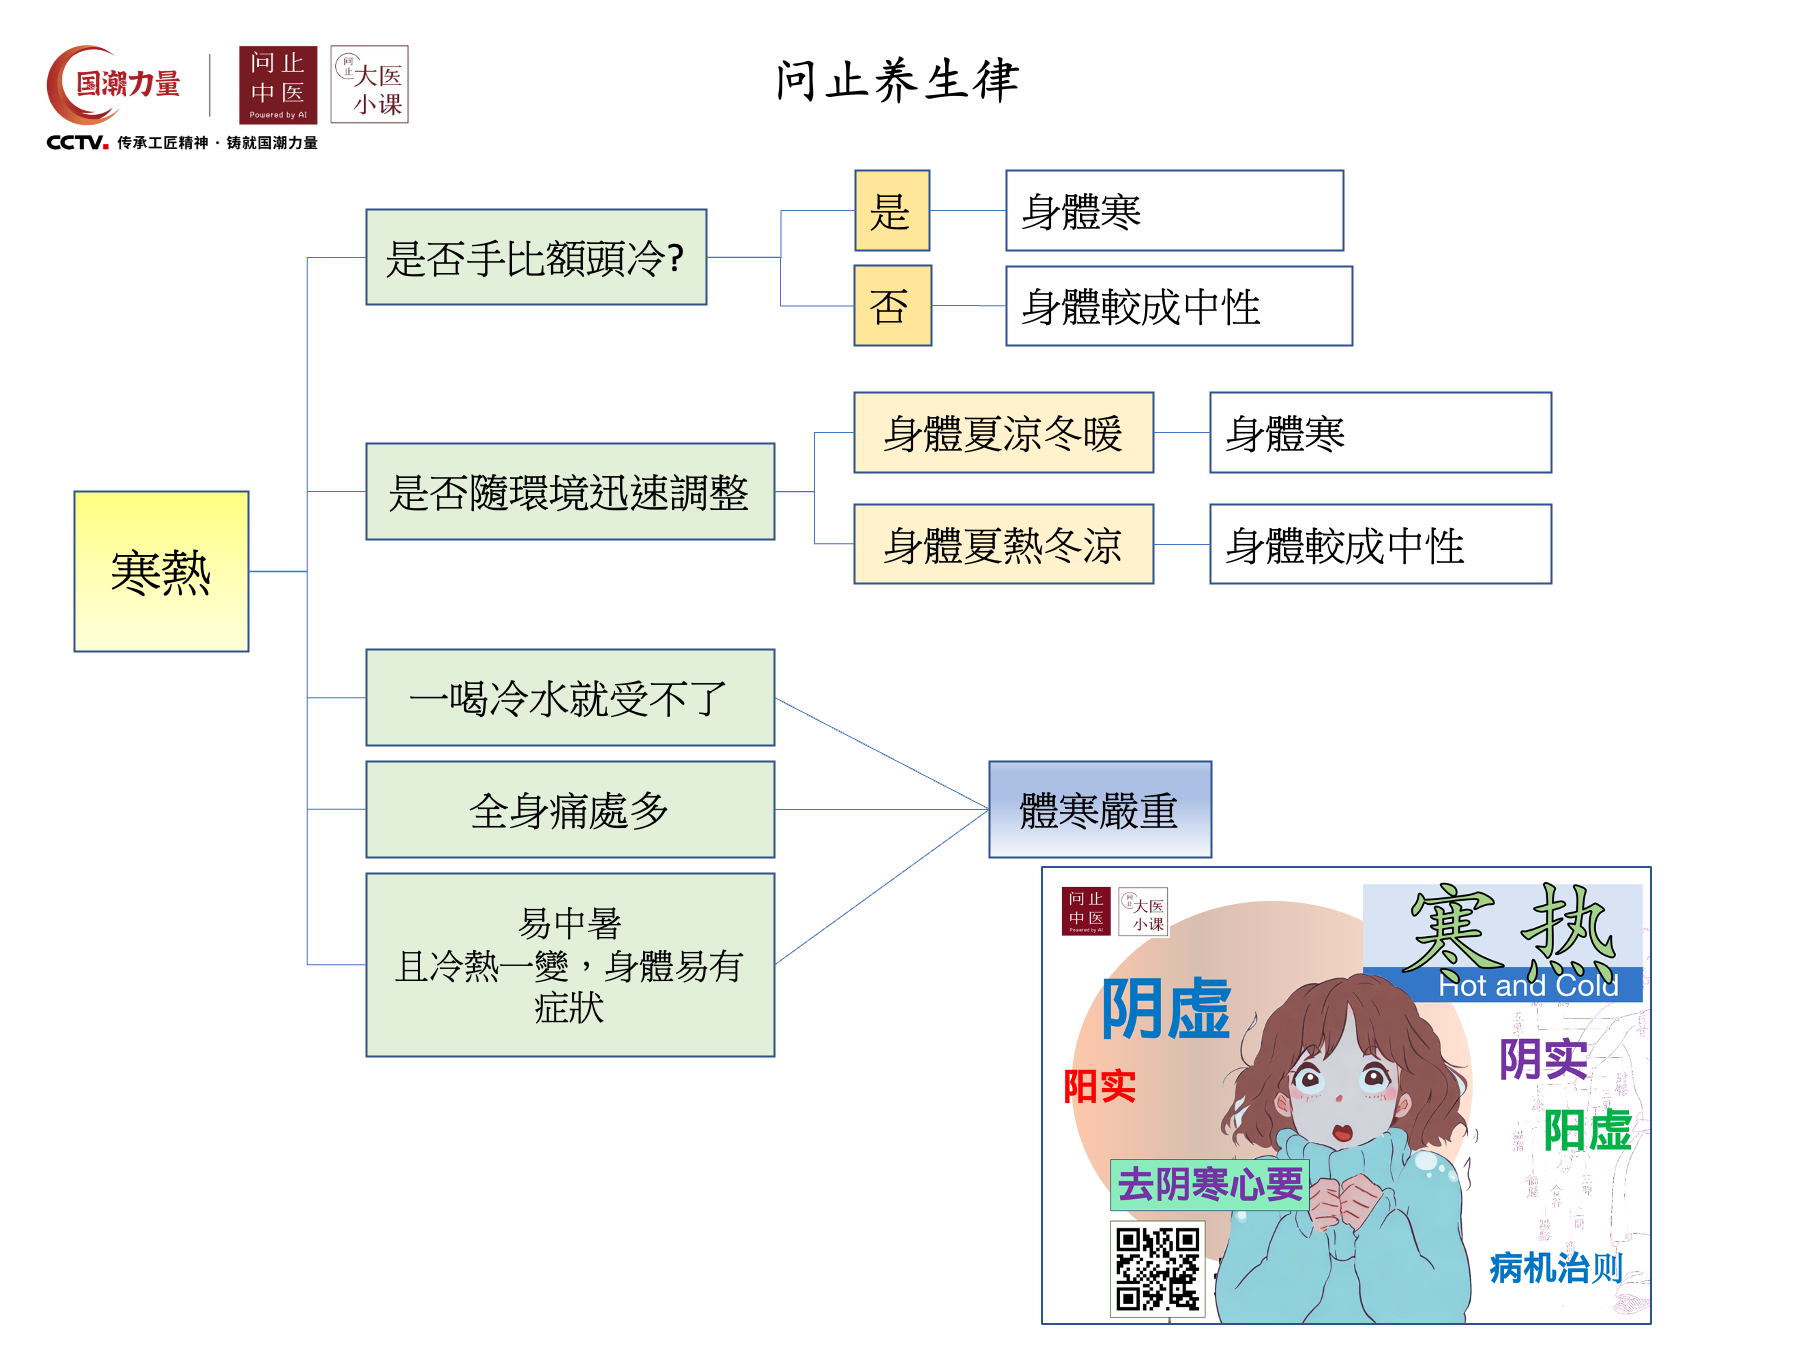 国潮力量
问止
中医
Powered by AI
问止
大医
小课
CCTV. 传承工匠精神 · 铸就国潮力量
问止养生律
寒熱
是否手比額頭冷?
是
身體寒
否
身體較成中性
是否隨環境迅速調整
身體夏涼冬暖
身體寒
身體夏熱冬涼
身體較成中性
一喝冷水就受不了
全身痛處多
易中暑
且冷熱一變，身體易有
症狀
體寒嚴重
问止
中医
Powered by AI
问止
大医
小课
寒热
Hot and Cold
阴虚
阳实
阴实
阳虚
去阴寒心要
病机治则